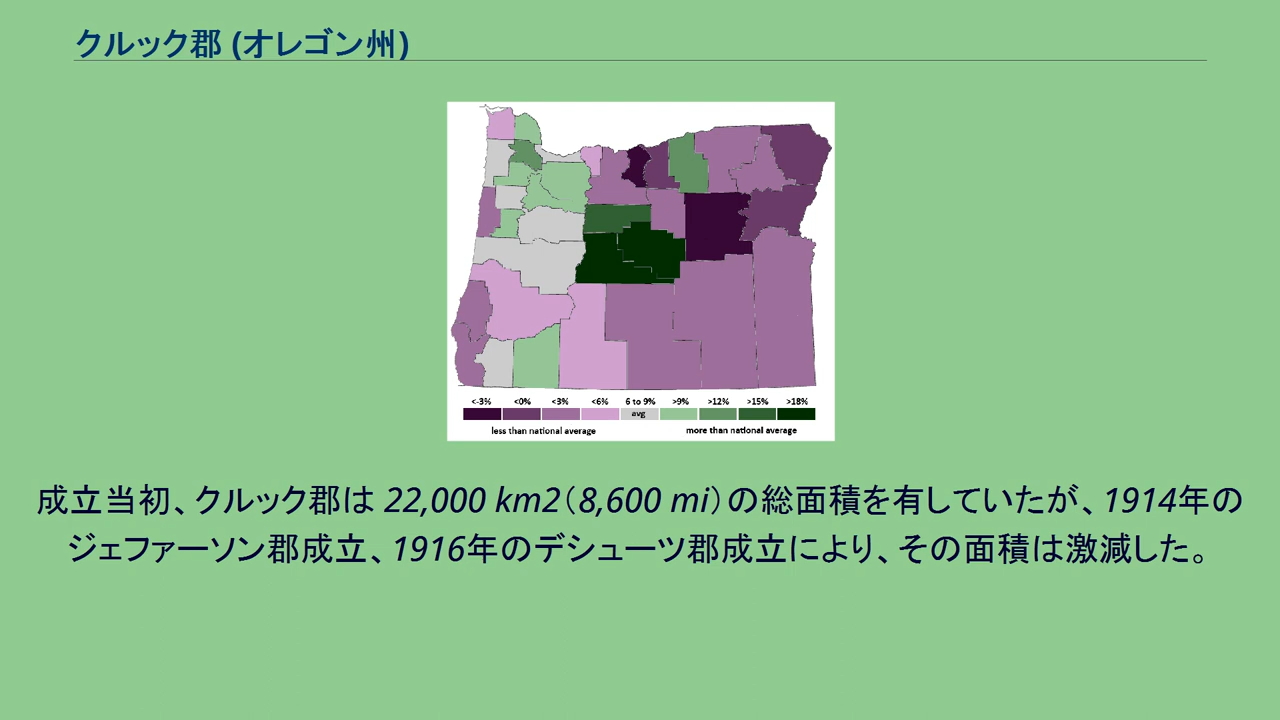 クルック郡 (オレゴン州)
<-3% <0% <3% <6% 6 to 9% >9% >12% >15% >18%
avg
less than national average more than national average
成立当初、クルック郡は 22,000 km2（8,600 mi）の総面積を有していたが、1914年の
ジェファーソン郡成立、1916年のデシューツ郡成立により、その面積は激減した。